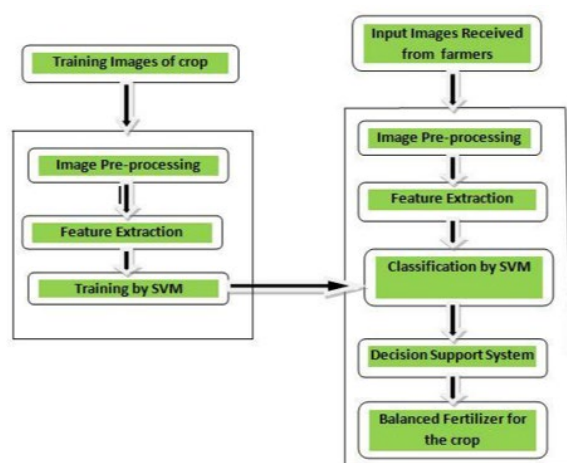 Training Images of crop
Image Pre-processing
Feature Extraction
Training by SVM
Input Images Received
from farmers
Image Pre-processing
Feature Extraction
Classification by SVM
Decision Support System
Balanced Fertilizer for
the crop